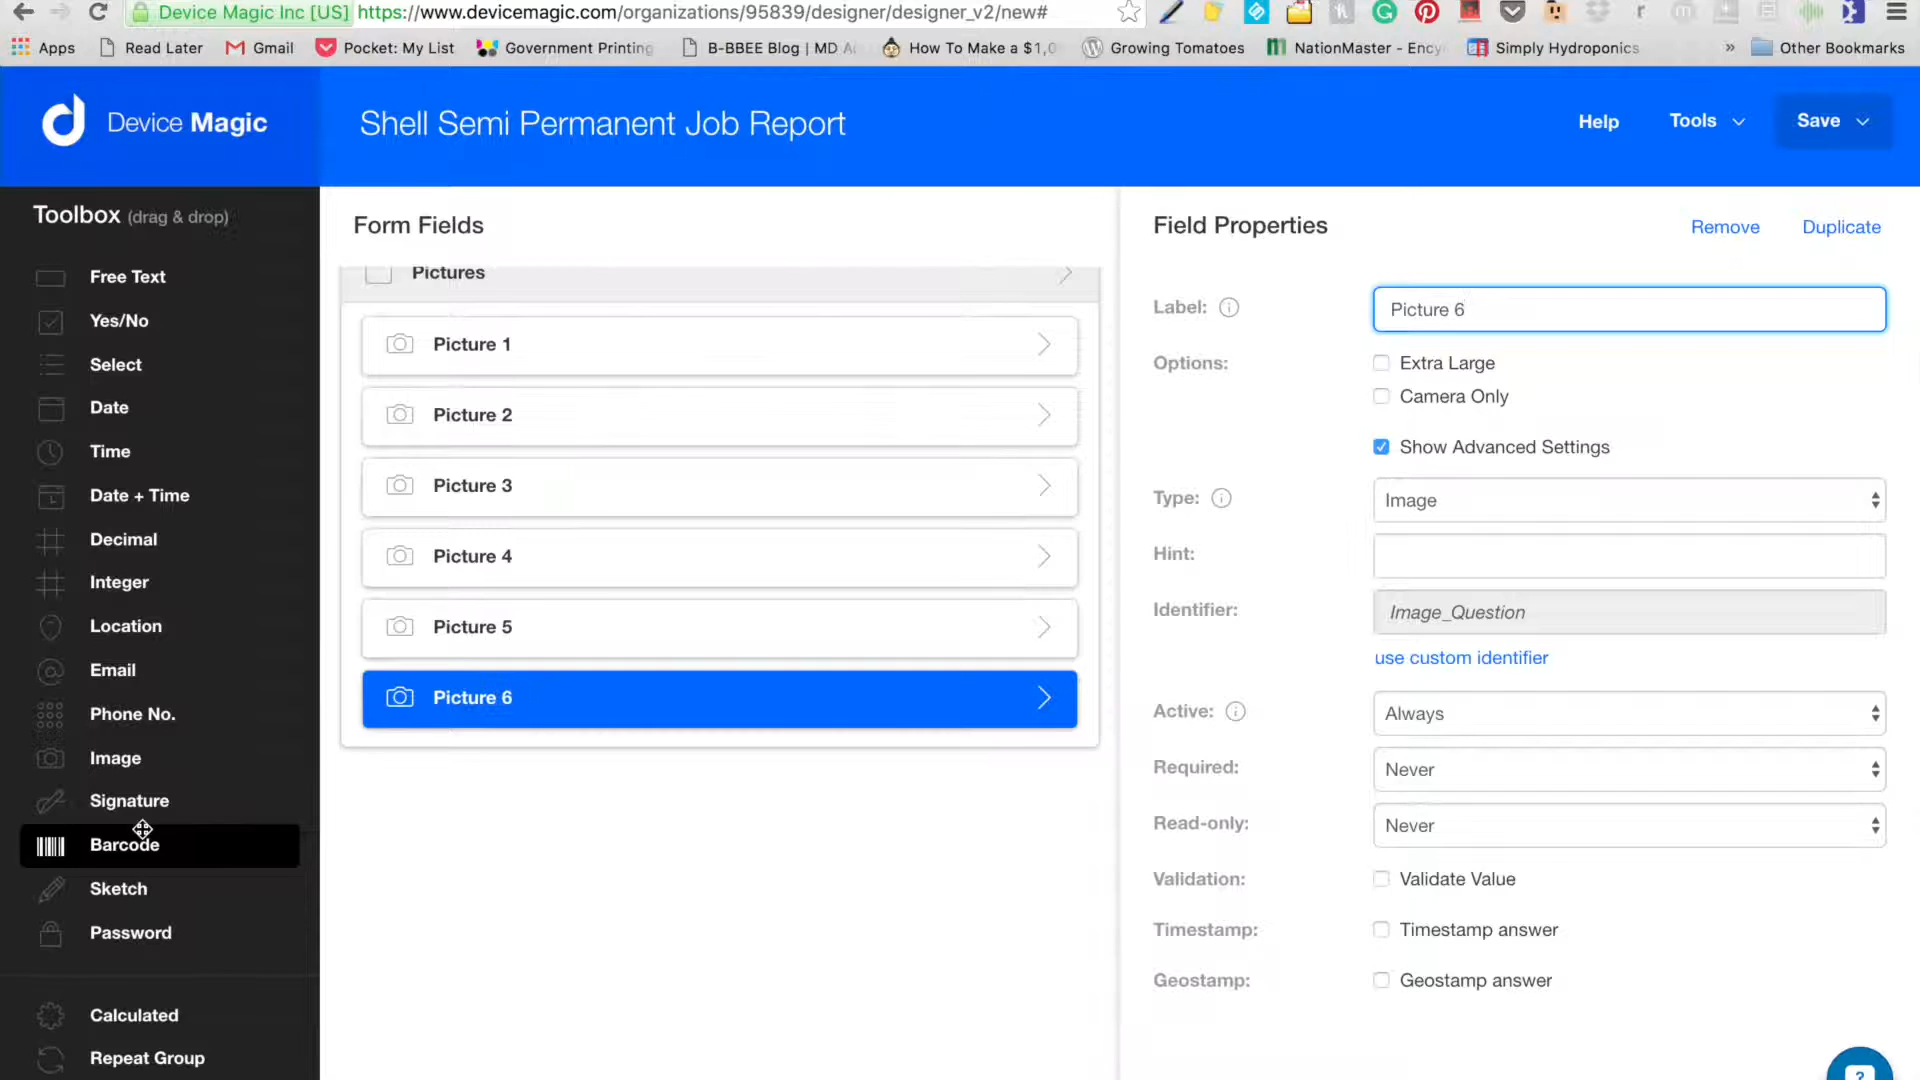 Device Magic Inc [US] https://www.devicemagic.com/organizations/95839/designer/designer_v2/new#
Apps Read Later Gmail Pocket: My List Government Printing B-BBEE Blog | MD How To Make a $1,0 Growing Tomatoes NationMaster - Ency Simply Hydroponics » Other Bookmarks
Device Magic
Shell Semi Permanent Job Report
Help Tools Save
Toolbox (drag & drop)
Free Text
Yes/No
Select
Date
Time
Date + Time
Decimal
Integer
Location
Email
Phone No.
Image
Signature
Barcode
Sketch
Password
Calculated
Repeat Group
Form Fields
Pictures
Picture 1
Picture 2
Picture 3
Picture 4
Picture 5
Picture 6
Field Properties Remove Duplicate
Label: Picture 6
Options: Extra Large
Camera Only
Show Advanced Settings
Type: Image
Hint:
Identifier: Image_Question
use custom identifier
Active: Always
Required: Never
Read-only: Never
Validation: Validate Value
Timestamp: Timestamp answer
Geostamp: Geostamp answer
?